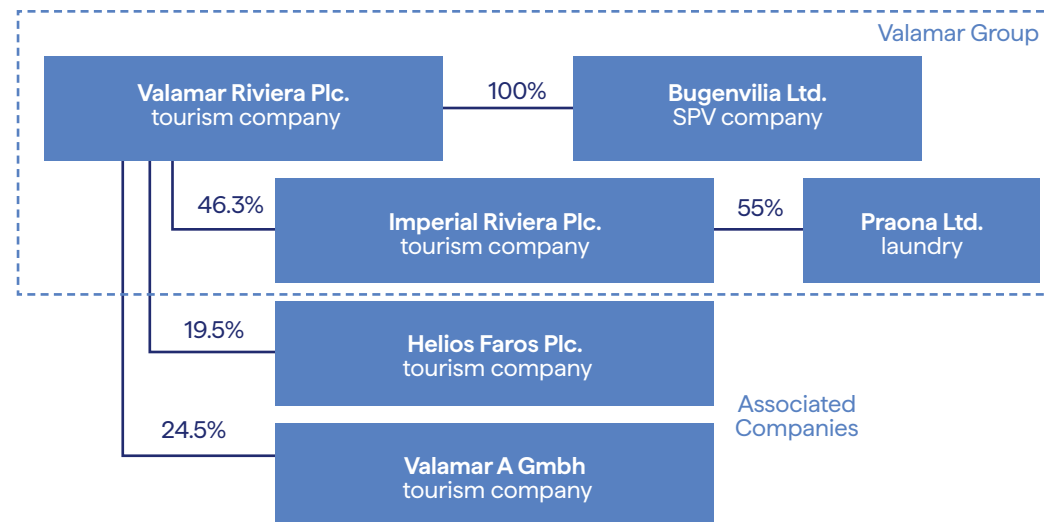 Valamar Group
Valamar Riviera Plc.
tourism company
100%
Bugenvilia Ltd.
SPV company
46.3%
Imperial Riviera Plc.
tourism company
55%
Praona Ltd.
laundry
19.5%
Helios Faros Plc.
tourism company
Associated
Companies
24.5%
Valamar A Gmbh
tourism company